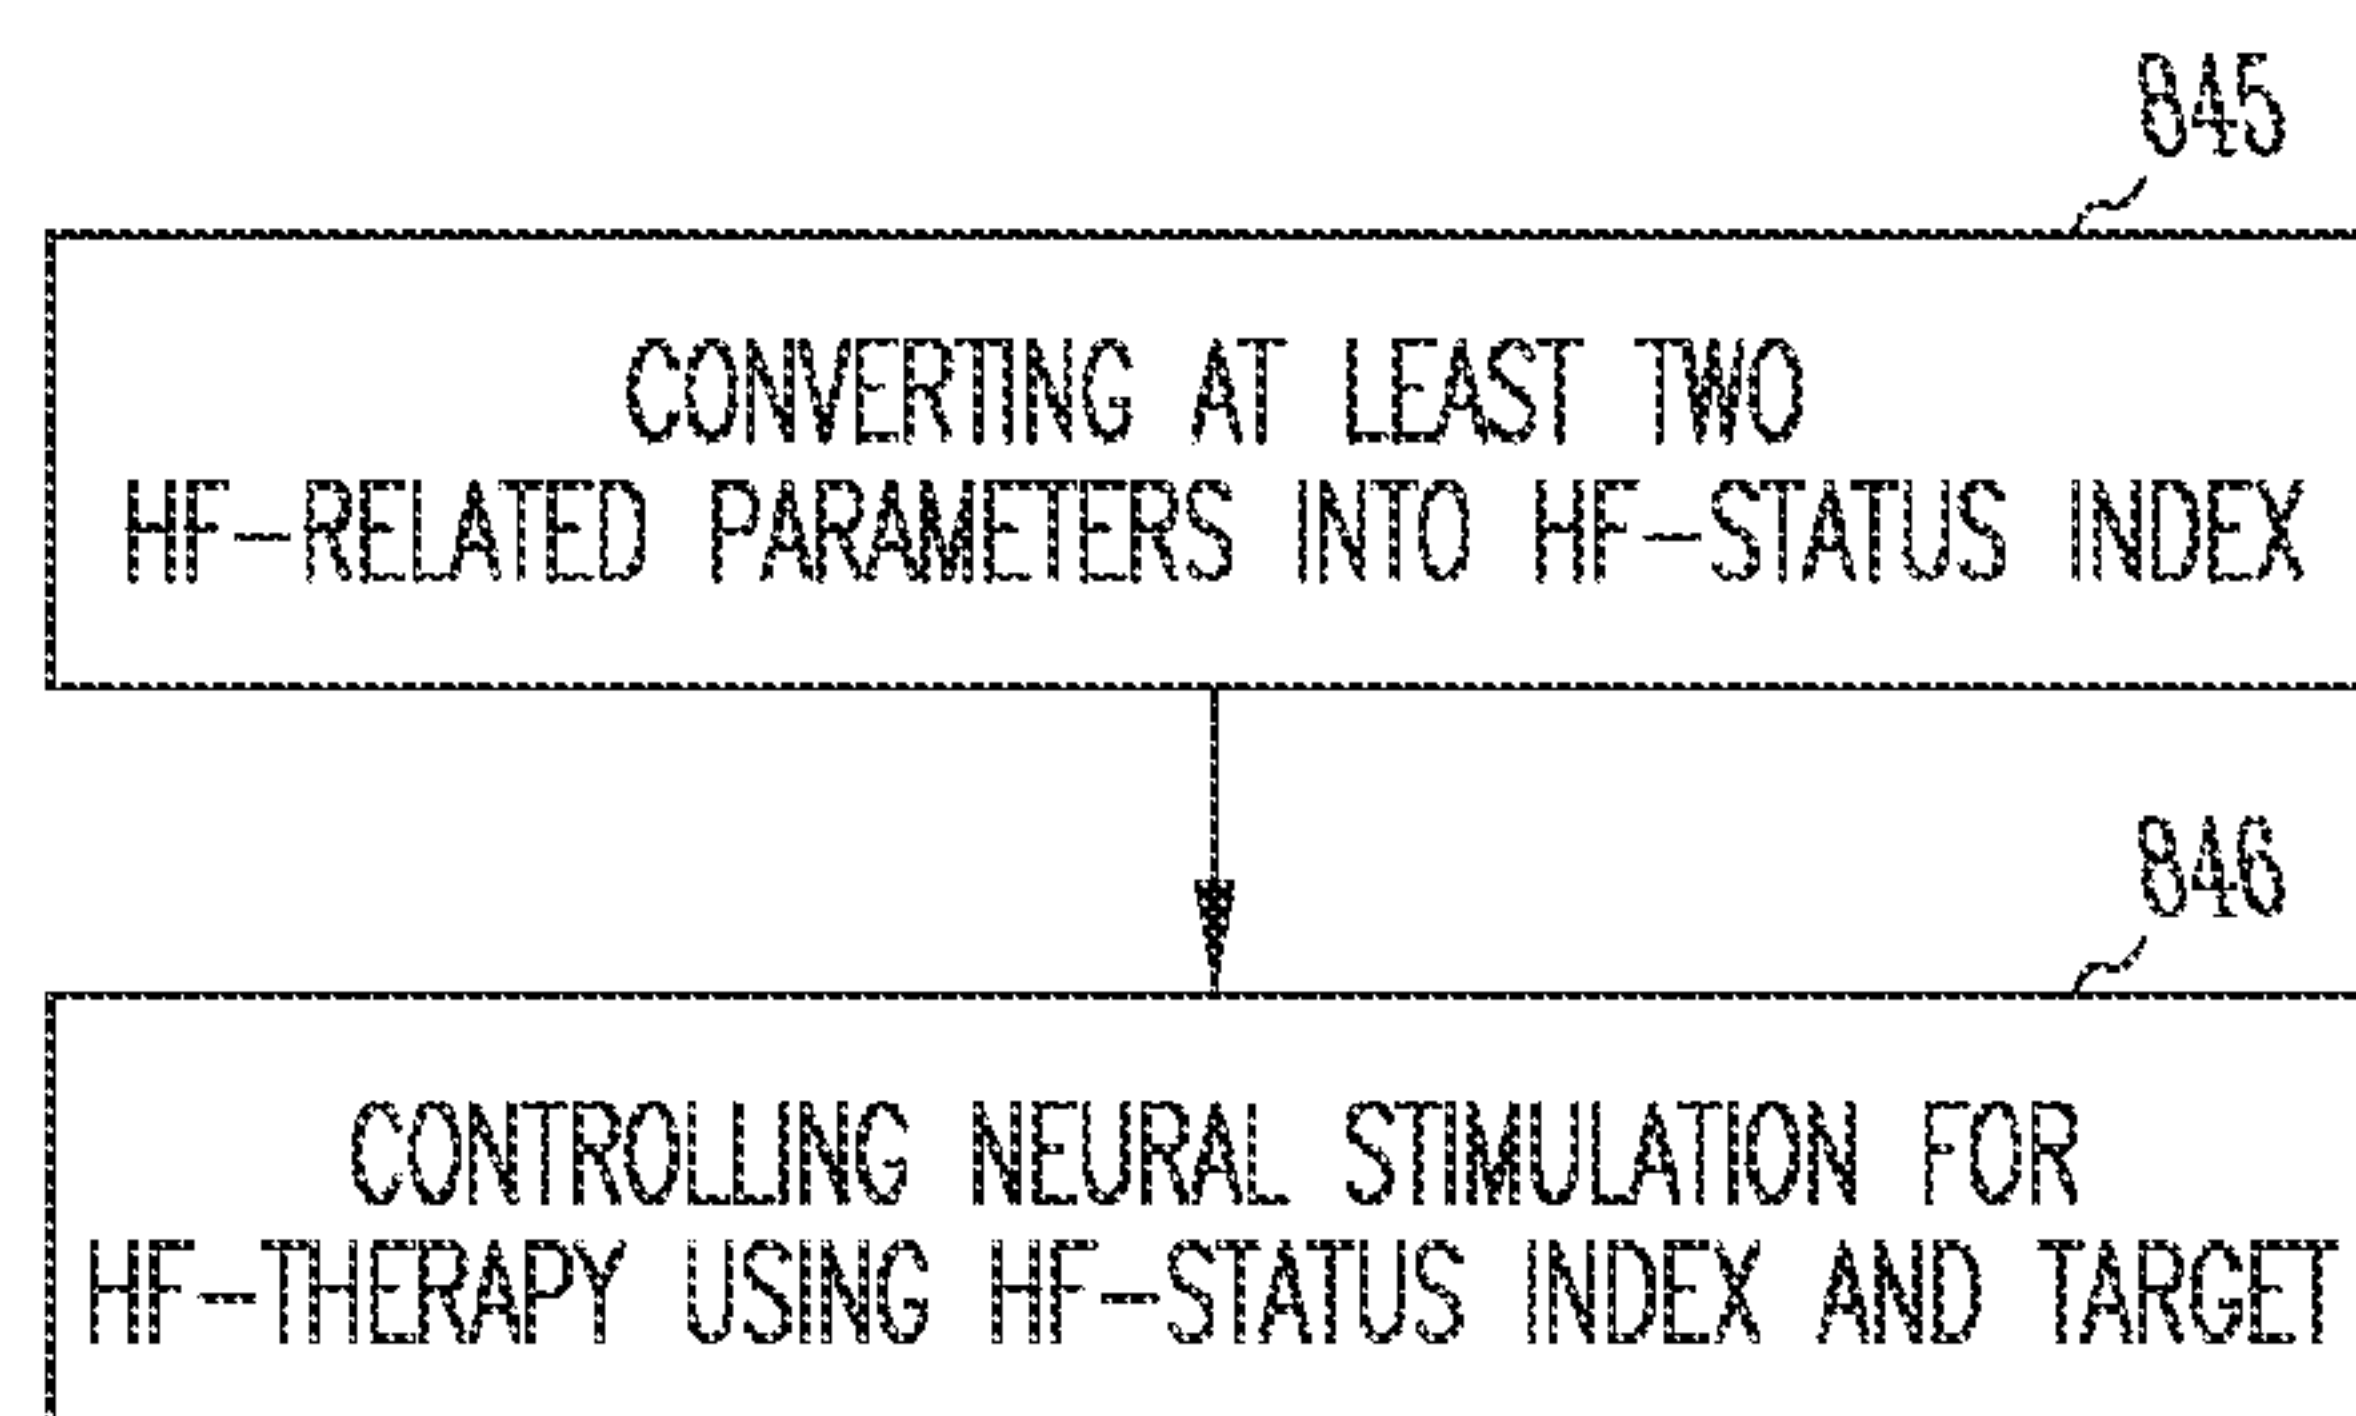 845
CONVERTING AT LEAST TWO
HF-RELATED PARAMETERS INTO HF-STATUS INDEX
846
CONTROLLING NEURAL STIMULATION FOR
HF-THERAPY USING HF-STATUS INDEX AND TARGET